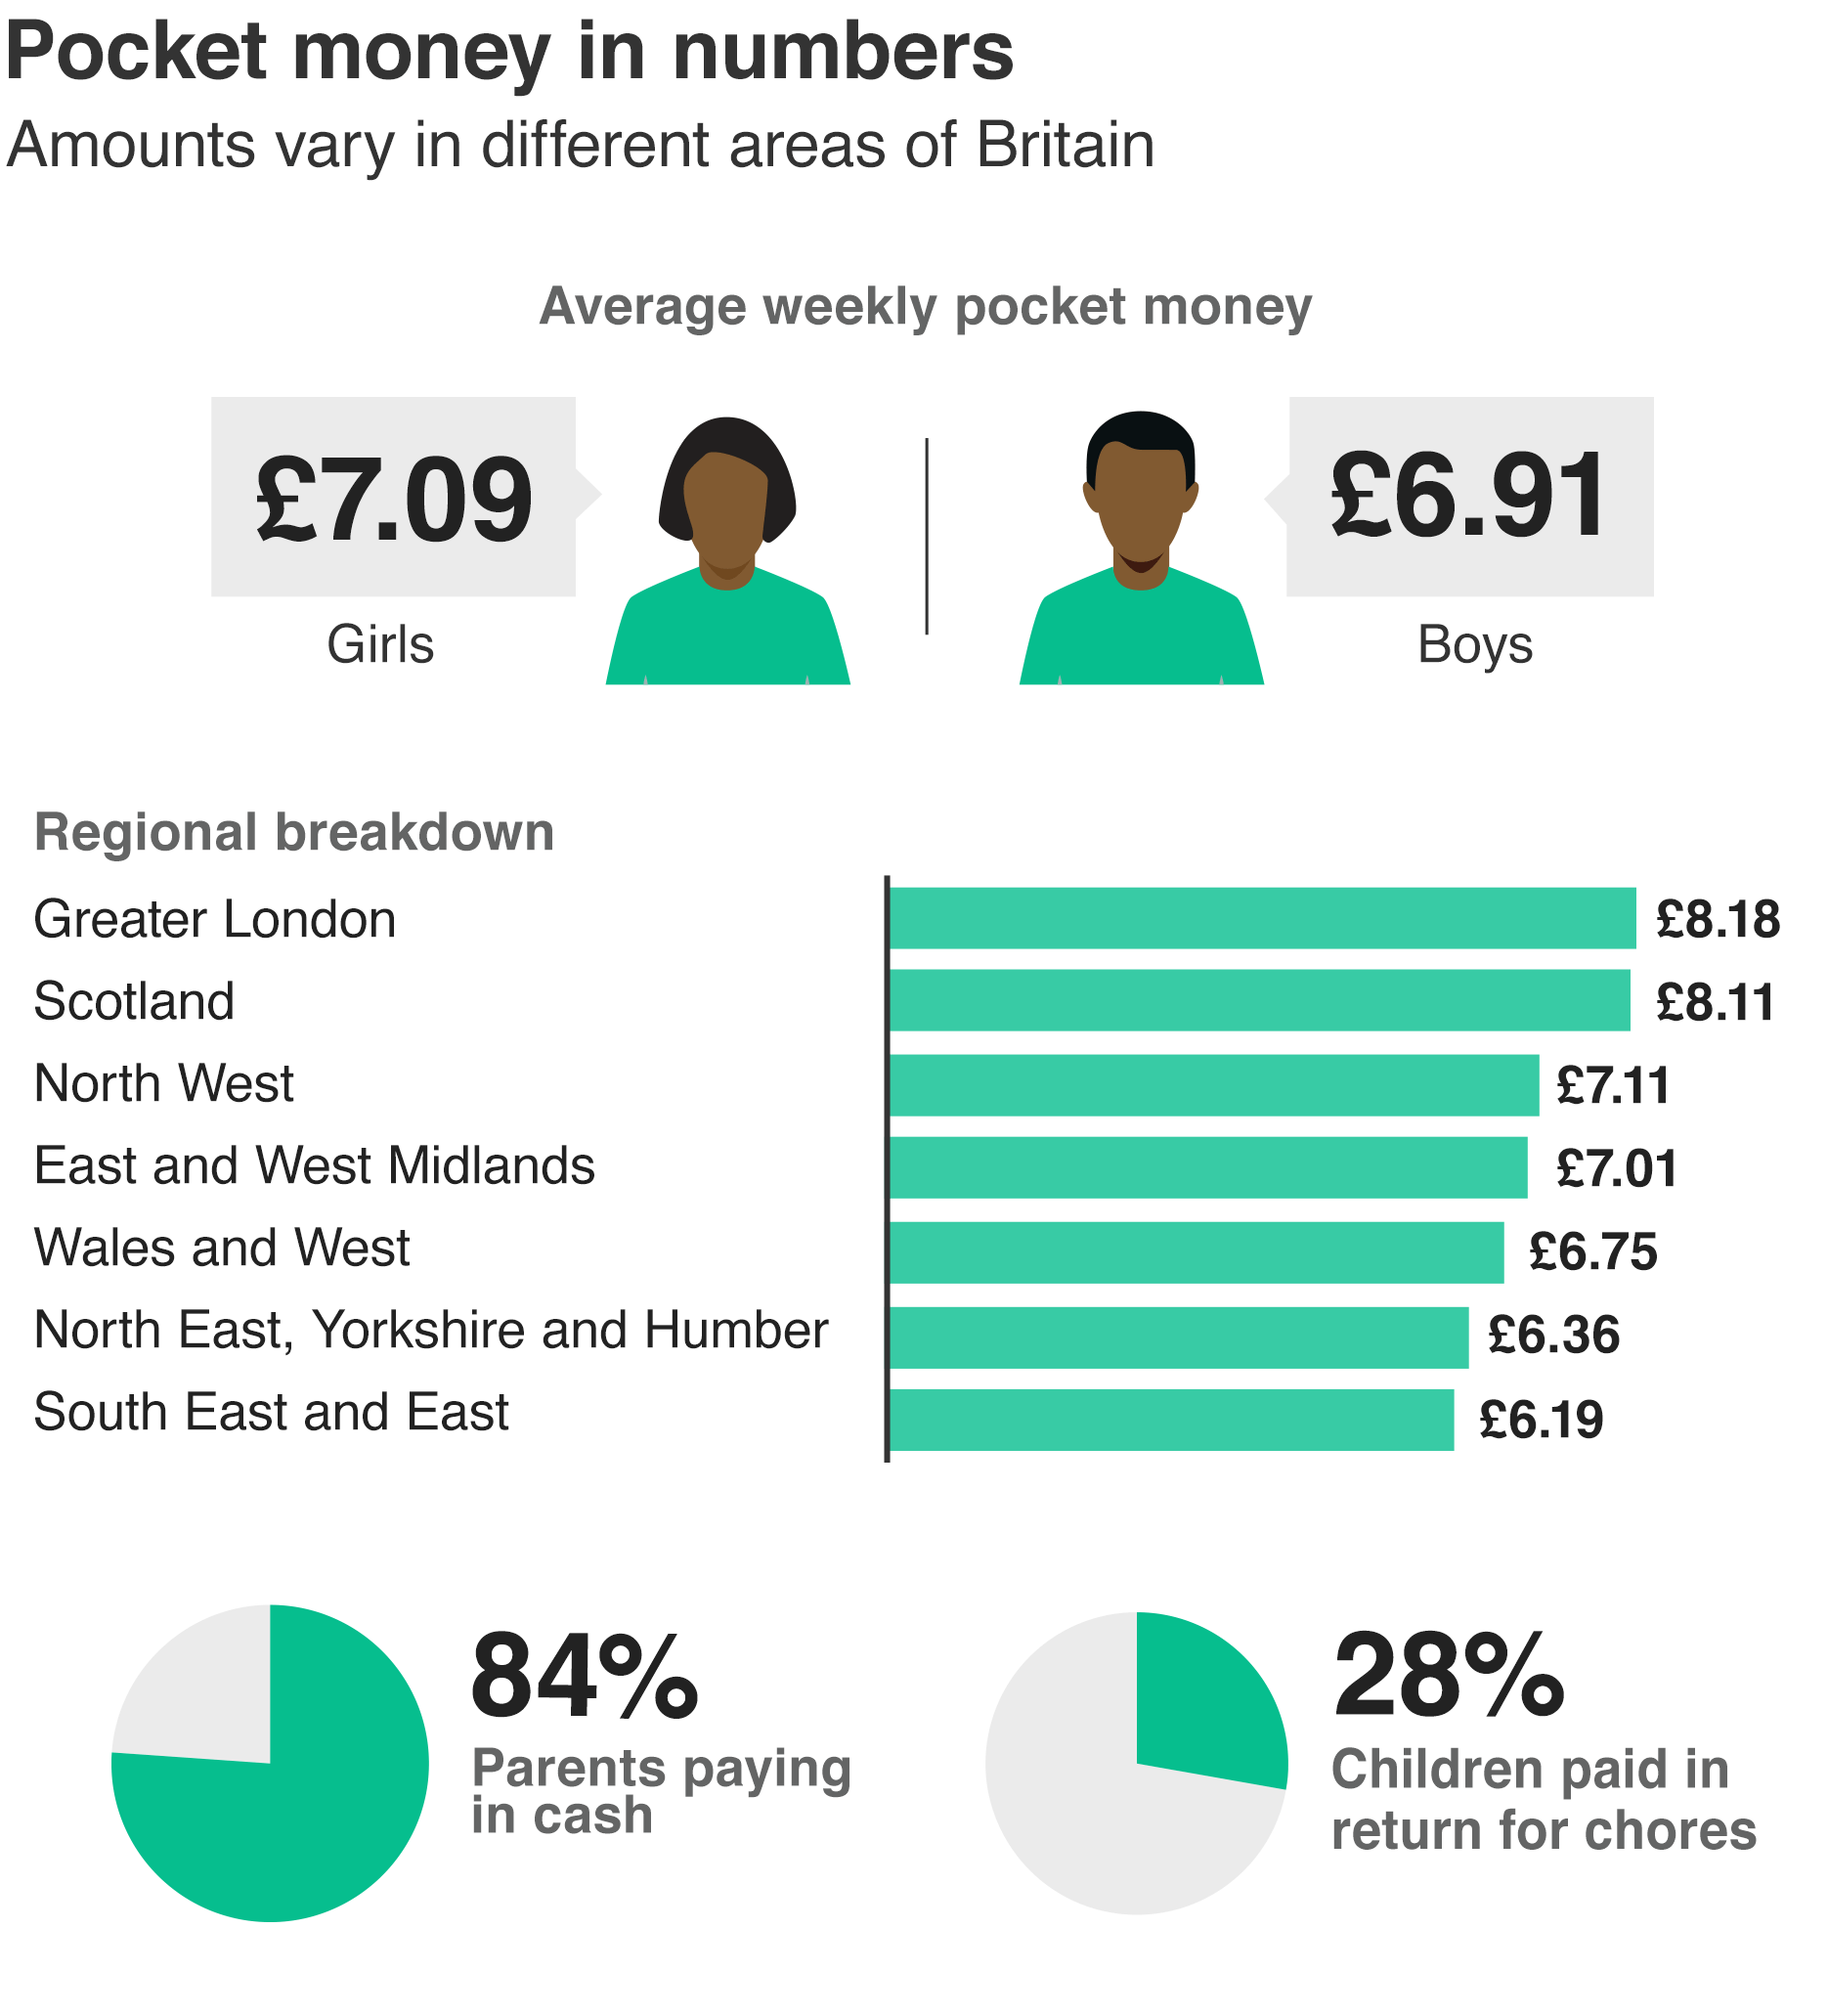 Pocket money in numbers
Amounts vary in different areas of Britain
Average weekly pocket money
£7.09
Girls
£6.91
Boys
Regional breakdown
Greater London £8.18
Scotland £8.11
North West £7.11
East and West Midlands £7.01
Wales and West £6.75
North East, Yorkshire and Humber £6.36
South East and East £6.19
84%
Parents paying
in cash
28%
Children paid in
return for chores